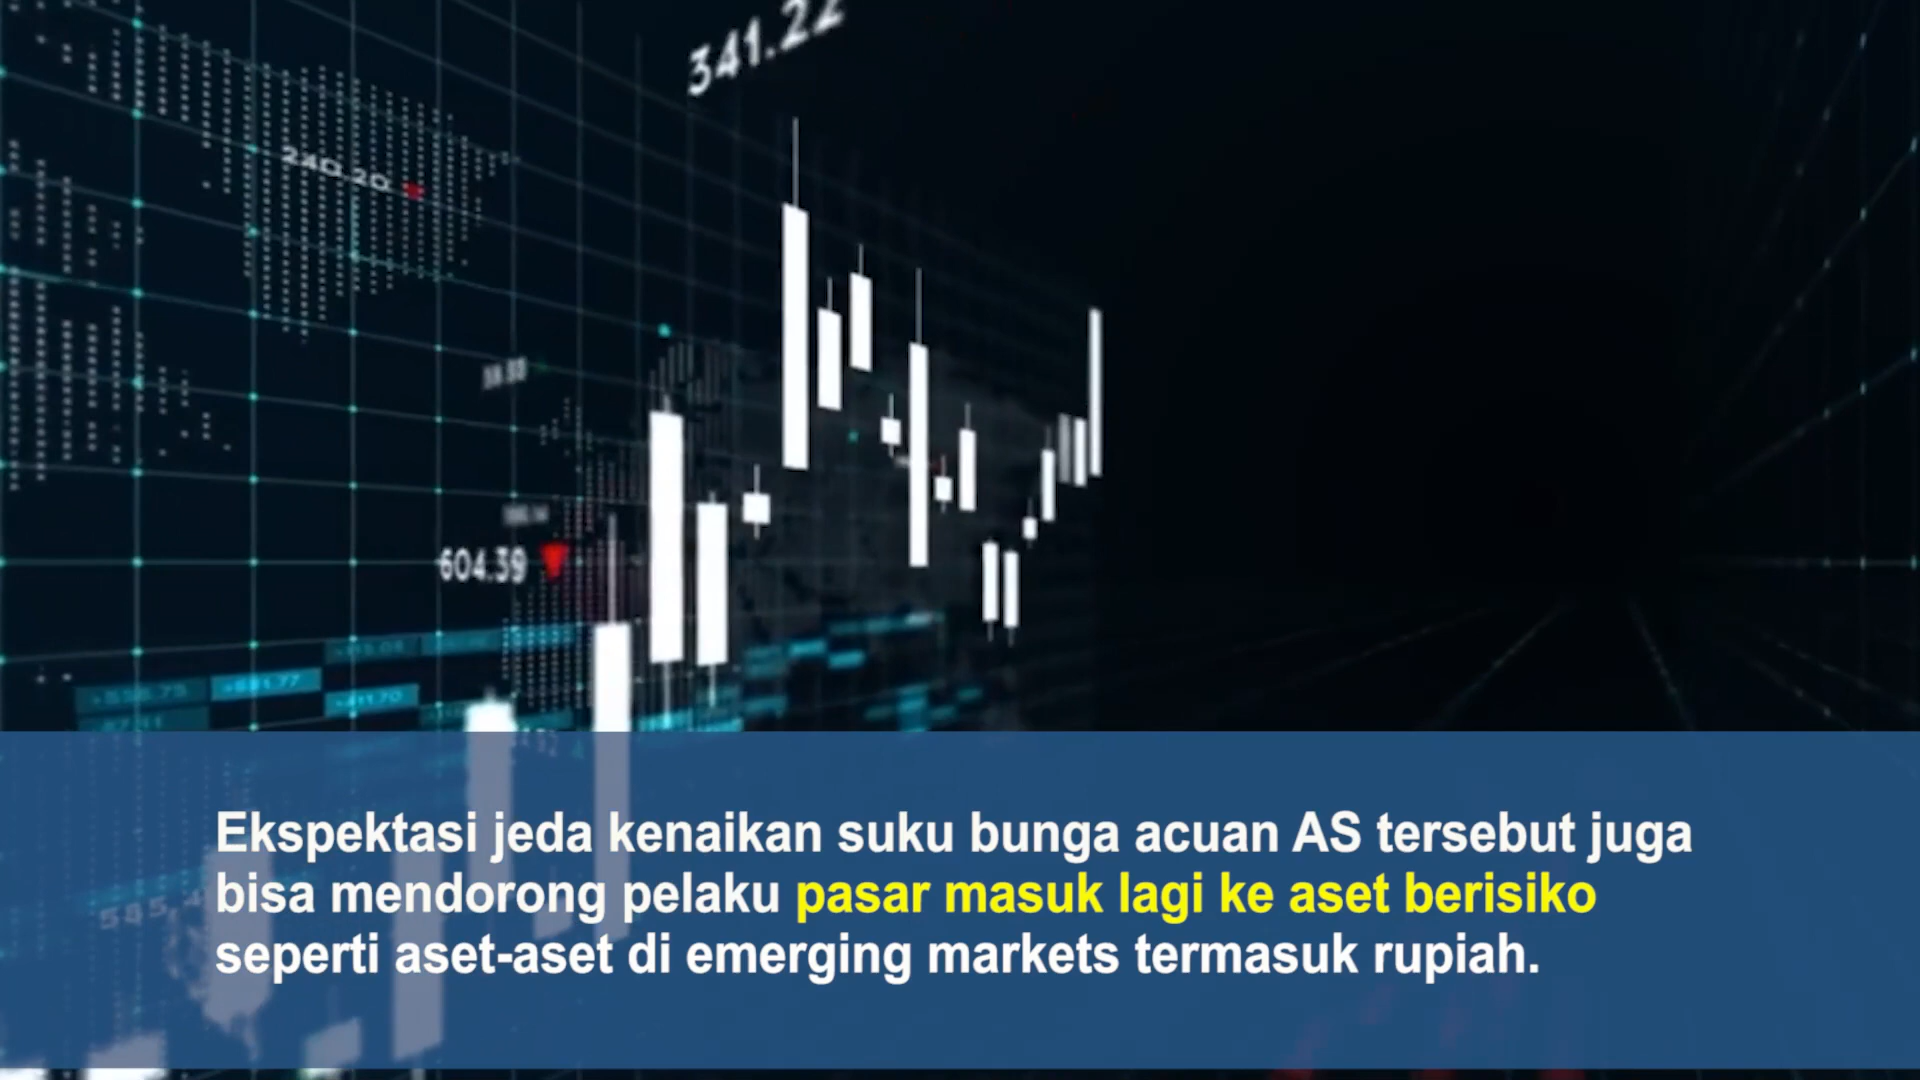 341.22
240.20
604.39
Ekspektasi jeda kenaikan suku bunga acuan AS tersebut juga
bisa mendorong pelaku pasar masuk lagi ke aset berisiko
seperti aset-aset di emerging markets termasuk rupiah.